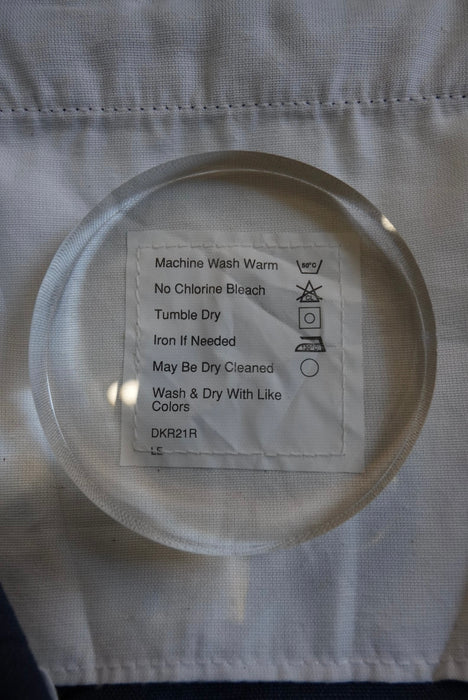 Machine Wash Warm 50°C
No Chlorine Bleach CL
Tumble Dry
Iron If Needed
May Be Dry Cleaned
Wash & Dry With Like
Colors
DKR21R